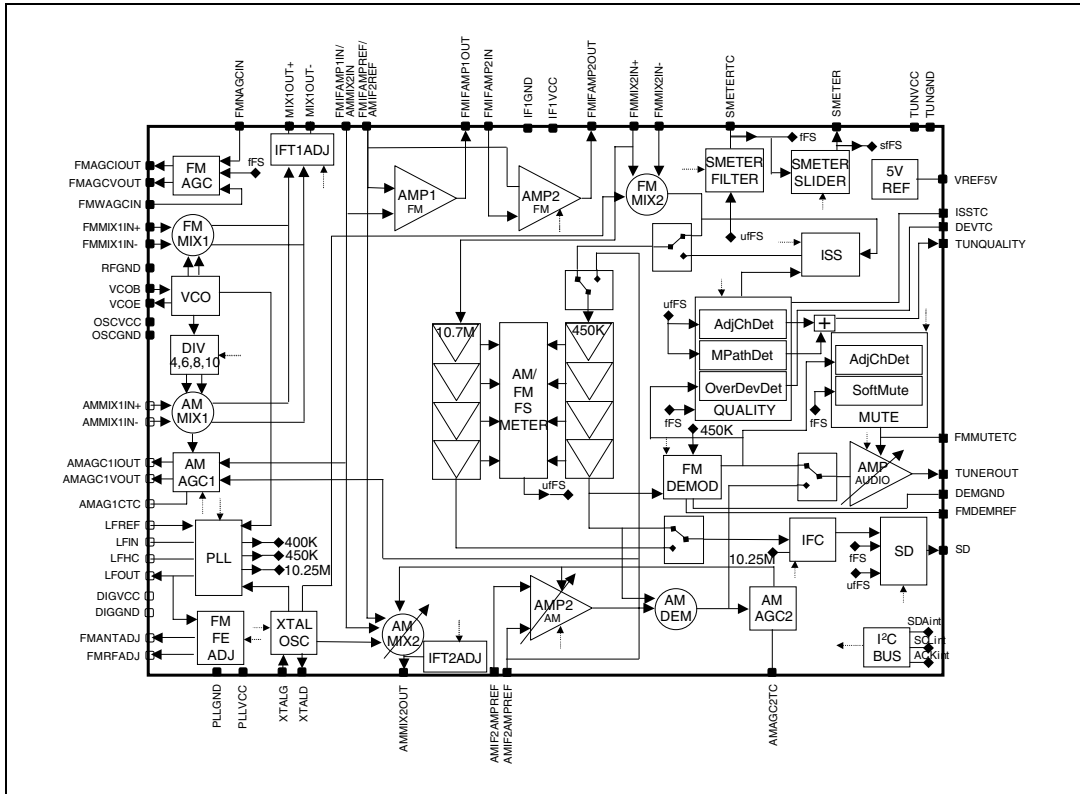 FMNAGCIN
MIX1OUT+
MIX1OUT-
FMIFAMP1IN/
AMMIX2IN
FMIFAMPREF/
AMIF2REF
FMIFAMP1OUT
FMIFAMP2IN
IF1GND
IF1VCC
FMIFAMP2OUT
FMMIX2IN+
FMMIX2IN-
SMETERTC
SMETER
TUNVCC
TUNGND
FMAGCIOUT
FMAGCVOUT
FMWAGCIN
FMMIX1IN+
FMMIX1IN-
RFGND
VCOB
VCOE
OSCVCC
OSCGND
AMMIX1IN+
AMMIX1IN-
AMAGC1IOUT
AMAGC1VOUT
AMAG1CTC
LFREF
LFIN
LFHC
LFOUT
DIGVCC
DIGGND
FMANTADJ
FMRFADJ
FM
AGC
fFS
IFT1ADJ
AMP1
FM
AMP2
FM
FM
MIX2
SMETER
FILTER
fFS
SMETER
SLIDER
sfFS
5V
REF
ufFS
ISS
FM
MIX1
VCO
DIV
4,6,8,10
AM
MIX1
AM
AGC1
PLL
400K
450K
10.25M
FM
FE
ADJ
XTAL
OSC
10.7M
AM/
FM
FS
METER
450K
ufFS
ufFS
AdjChDet
MPathDet
OverDevDet
QUALITY
fFS
+
AdjChDet
SoftMute
MUTE
fFS
450K
FM
DEMOD
AMP
AUDIO
IFC
10.25M
SD
fFS
ufFS
AM
MIX2
IFT2ADJ
AMP2
AM
AM
DEM
AM
AGC2
I²C
BUS
SDAint
SCLint
ACKint
VREF5V
ISSTC
DEVTC
TUNQUALITY
FMMUTETC
TUNEROUT
DEMGND
FMDEMREF
SD
PLLGND
PLLVCC
XTALG
XTALD
AMMIX2OUT
AMIF2AMPREF
AMIF2AMPREF
AMAGC2TC